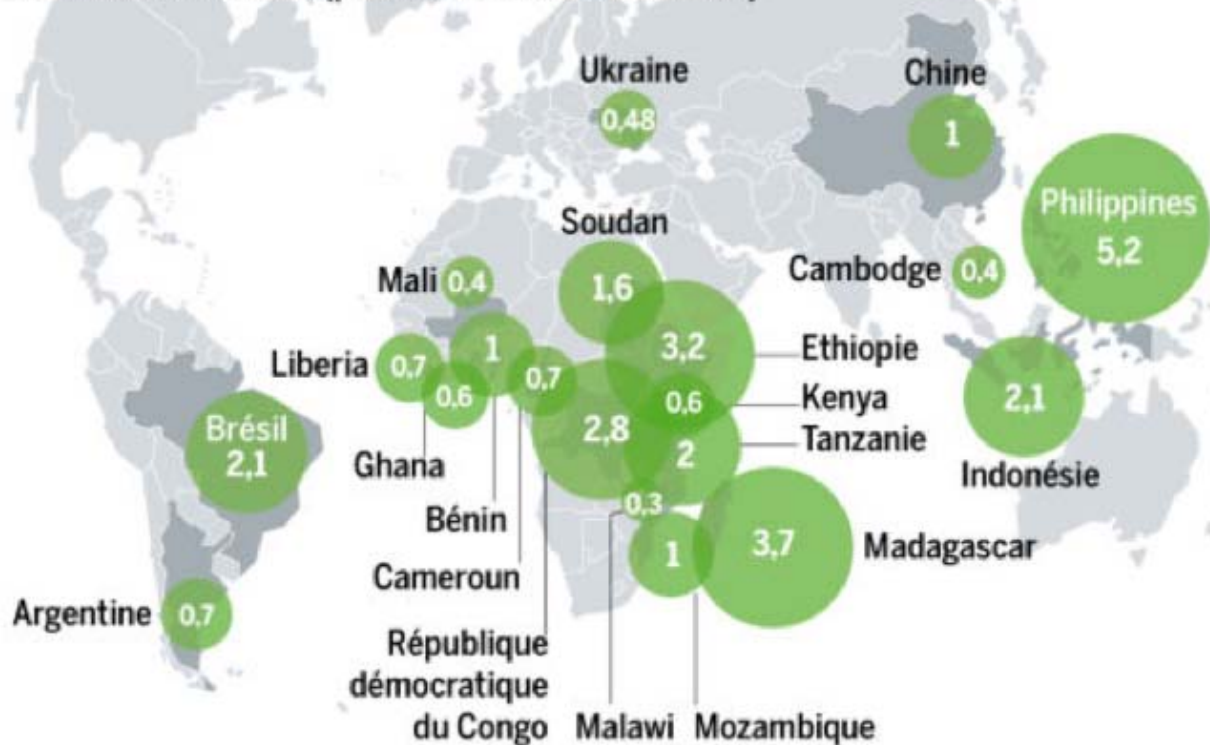 Ukraine
0,48
Chine
1
Philippines
5,2
Soudan
1,6
Mali
0,4
Cambodge
0,4
Liberia
0,7
1
0,7
3,2
Ethiopie
0,6
0,6
Kenya
2,8
2
Tanzanie
2,1
Indonésie
Brésil
2,1
Ghana
Bénin
0,3
Cameroun
1
3,7
Madagascar
Argentine
0,7
République
démocratique
du Congo
Malawi
Mozambique